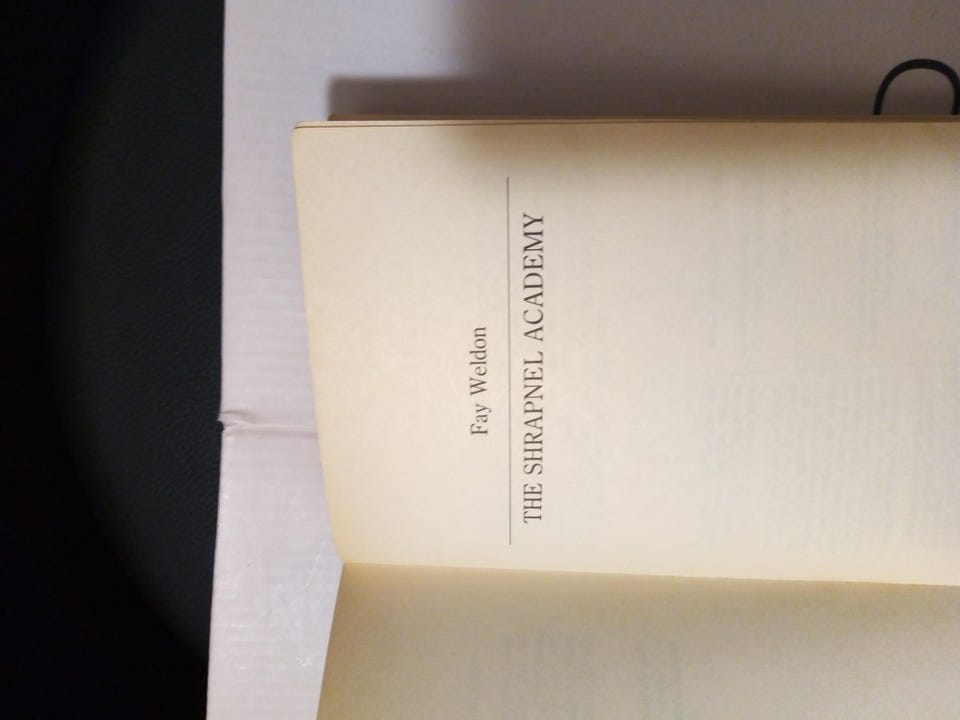 Fay Weldon
THE SHRAPNEL ACADEMY